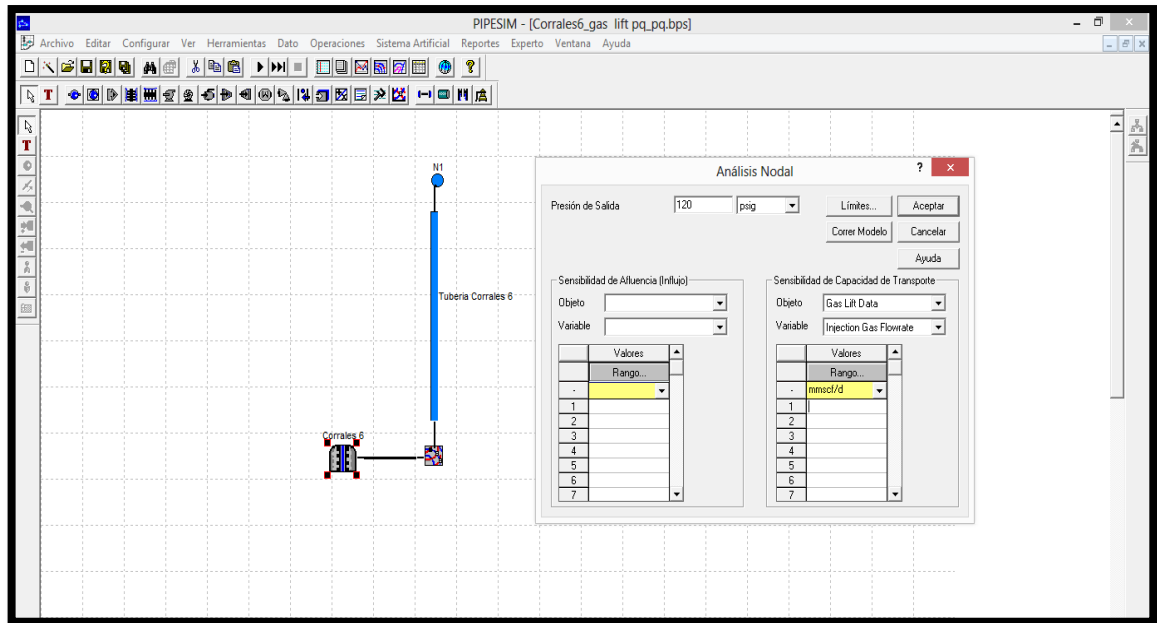 PIPESIM - [Corrales6_gas lift pq_pq.bps]
Archivo Editar Configurar Ver Herramientas Dato Operaciones Sistema Artificial Reportes Experto Ventana Ayuda
T
T
N1
Tuberia Corrales 6
Corrales 6
Análisis Nodal
Presión de Salida 120 psig Límites... Aceptar
Correr Modelo Cancelar
Ayuda
Sensibilidad de Afluencia (Influjo) Sensibilidad de Capacidad de Transporte
Objeto Objeto Gas Lift Data
Variable Variable Injection Gas Flowrate
Valores Valores
Rango... Rango...
- - mmscf/d
1 1
2 2
3 3
4 4
5 5
6 6
7 7